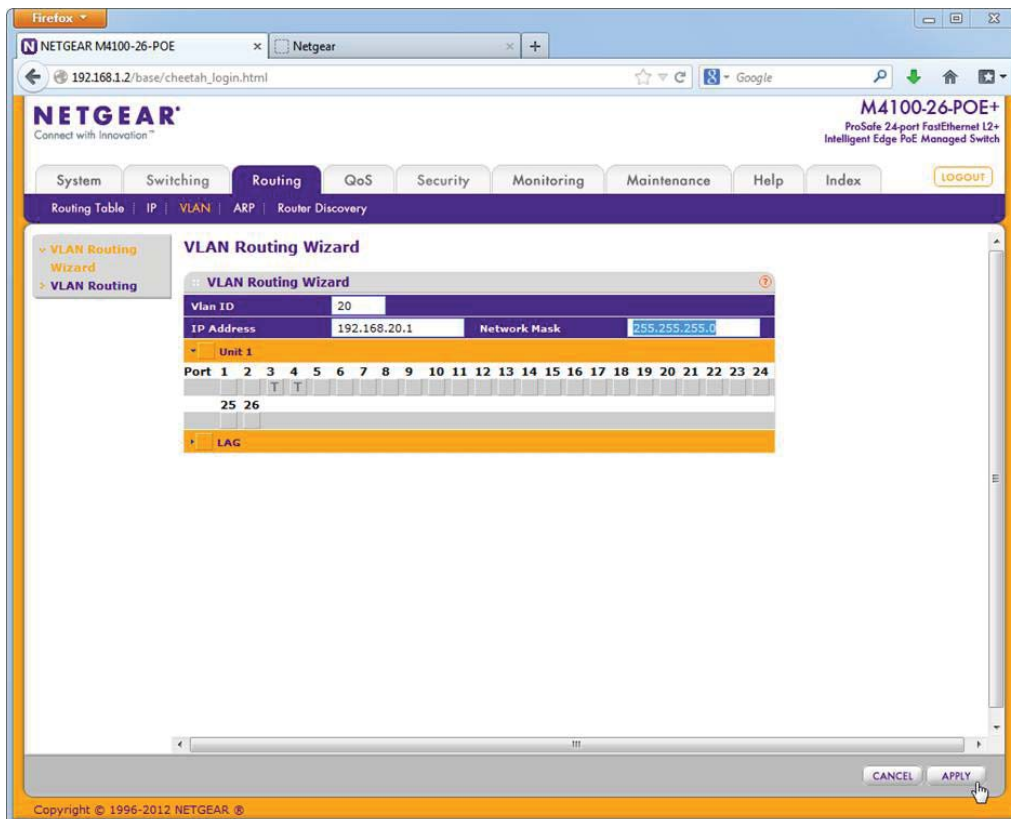 Firefox
NETGEAR M4100-26-POE
Netgear
192.168.1.2/base/cheetah_login.html
Google
NETGEAR®
Connect with Innovation™
M4100-26-POE+
ProSafe 24-port FastEthernet L2+
Intelligent Edge PoE Managed Switch
System Switching Routing QoS Security Monitoring Maintenance Help Index LOGOUT
Routing Table | IP | VLAN | ARP | Router Discovery
VLAN Routing
Wizard
VLAN Routing
VLAN Routing Wizard
VLAN Routing Wizard
Vlan ID 20
IP Address 192.168.20.1 Network Mask 255.255.255.0
Unit 1
Port 1 2 3 4 5 6 7 8 9 10 11 12 13 14 15 16 17 18 19 20 21 22 23 24
T T
25 26
LAG
CANCEL APPLY
Copyright © 1996-2012 NETGEAR ®